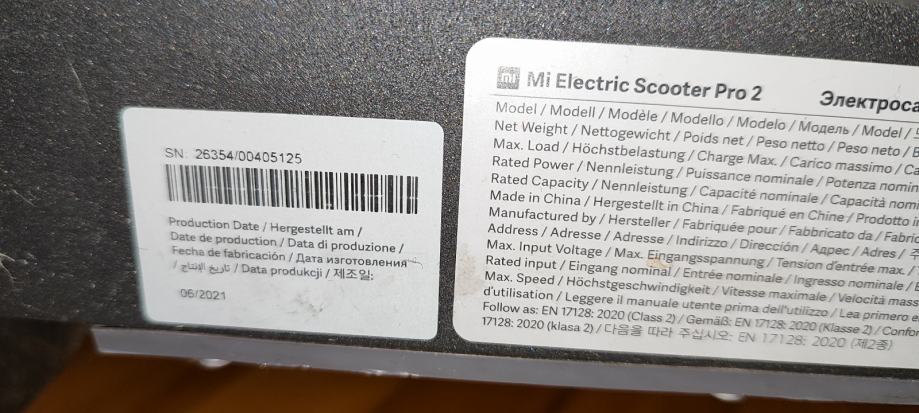 SN: 26354/00405125
Production Date / Hergestellt am /
Date de production / Data di produzione /
Fecha de fabricación / Дата изготовления
/ تاريخ الإنتاج / Data produkcji / 제조일:
06/2021
mi Mi Electric Scooter Pro 2 Электроса
Model / Modell / Modèle / Modello / Modelo / Модель / Model /
Net Weight / Nettogewicht / Poids net / Peso netto / Peso neto / В
Max. Load / Höchstbelastung / Charge Max. / Carico massimo / Ca
Rated Power / Nennleistung / Puissance nominale / Potenza nomin
Rated Capacity / Nennleistung / Capacité nominale / Capacità nom
Made in China / Hergestellt in China / Fabriqué en Chine / Prodotto i
Manufactured by / Hersteller / Fabriquée pour / Fabbricato da / Fabri
Address / Adresse / Adresse / Indirizzo / Dirección / Адрес / Adres /
Max. Input Voltage / Max. Eingangsspannung / Tension d'entrée max. /
Rated input / Eingang nominal / Entrée nominale / Ingresso nominale /
Max. Speed / Höchstgeschwindigkeit / Vitesse maximale / Velocità mass
d'utilisation / Leggere il manuale utente prima dell'utilizzo / Lea primero e
Follow as: EN 17128: 2020 (Class 2) / Gemäß: EN 17128: 2020 (Klasse 2) / Confo
17128: 2020 (klasa 2) / 다음을 따라 주십시오: EN 17128: 2020 (제2종)